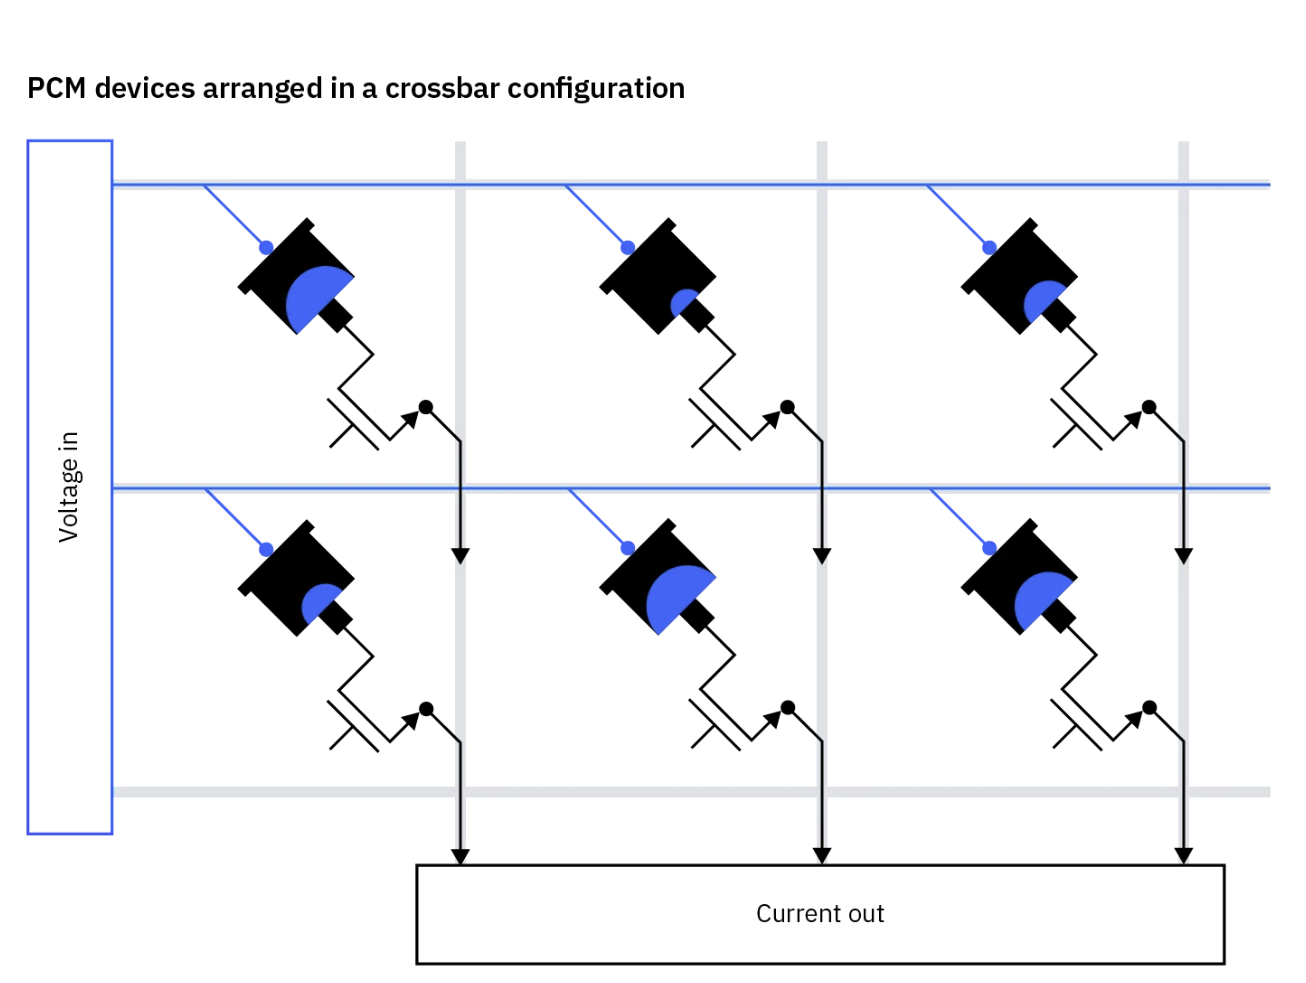 PCM devices arranged in a crossbar configuration
Voltage in
Current out